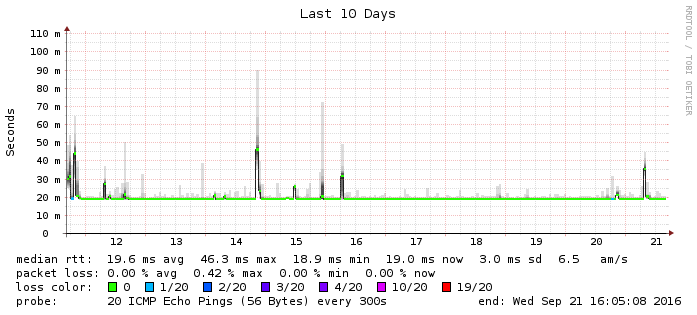 Last 10 Days
RRDTOOL / TOBI OETIKER
Seconds
110 m
100 m
90 m
80 m
70 m
60 m
50 m
40 m
30 m
20 m
10 m
0
12 13 14 15 16 17 18 19 20 21
median rtt: 19.6 ms avg 46.3 ms max 18.9 ms min 19.0 ms now 3.0 ms sd 6.5 am/s
packet loss: 0.00 % avg 0.42 % max 0.00 % min 0.00 % now
loss color: 0 1/20 2/20 3/20 4/20 10/20 19/20
probe: 20 ICMP Echo Pings (56 Bytes) every 300s end: Wed Sep 21 16:05:08 2016